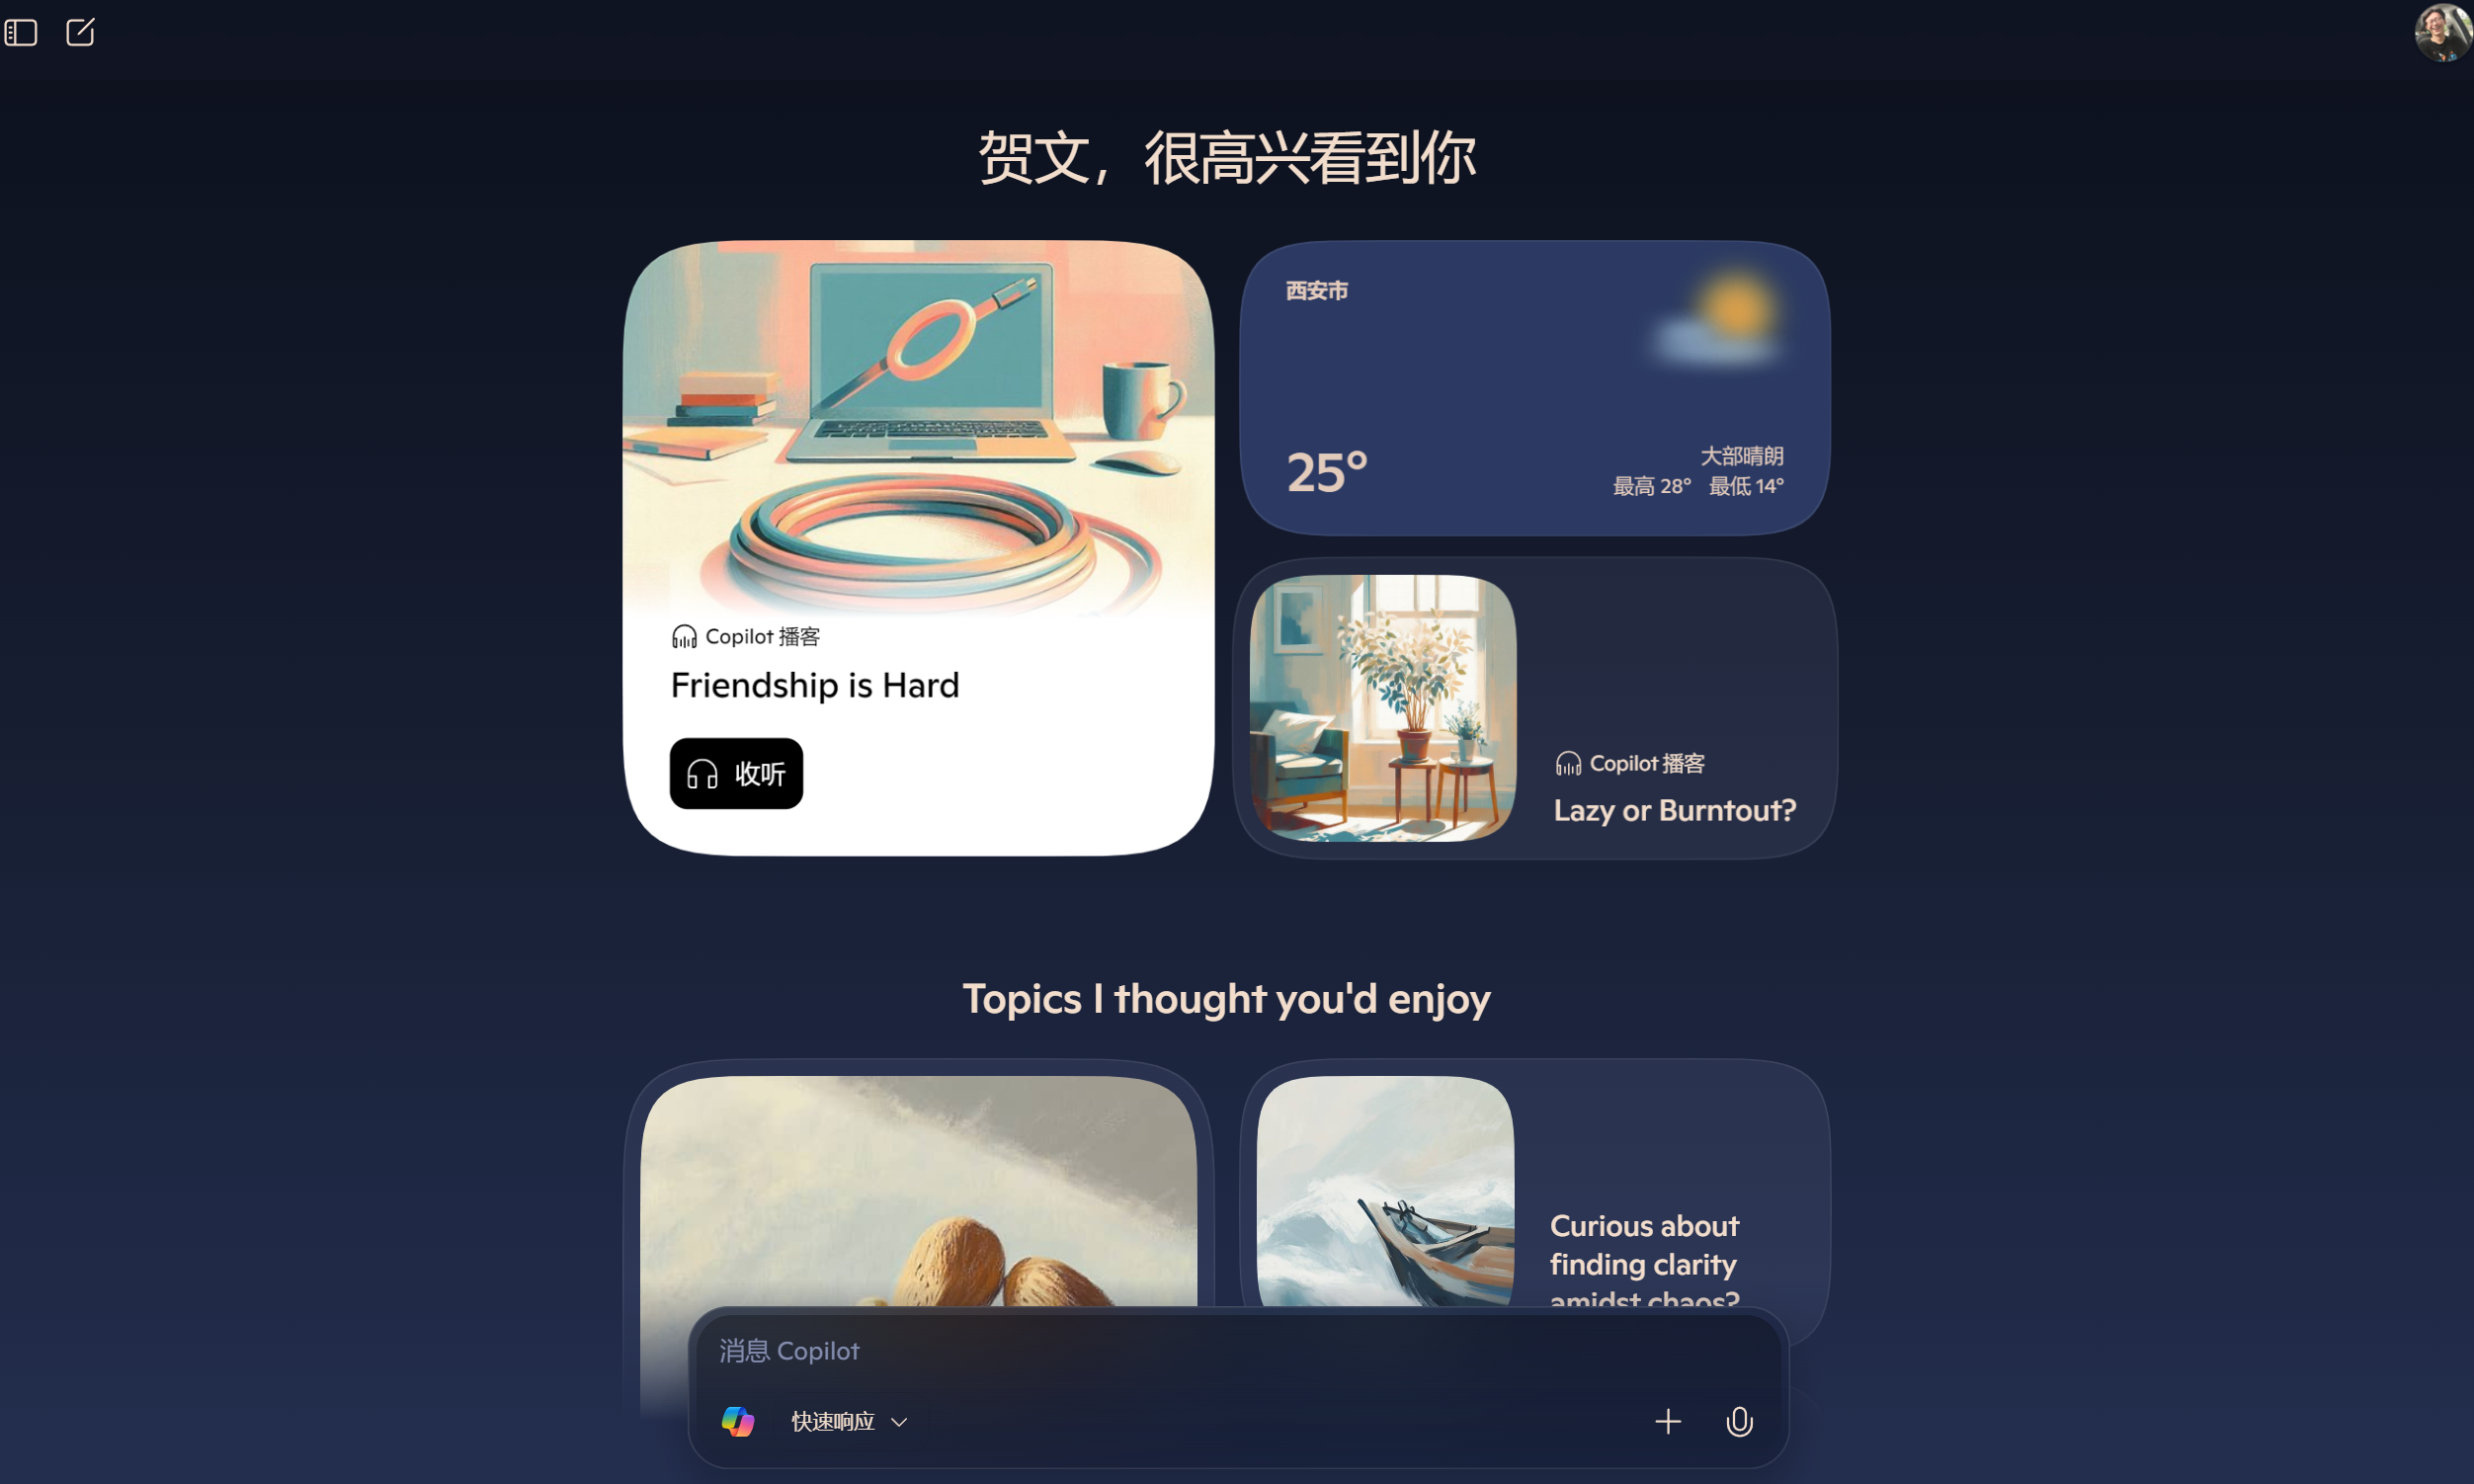 贺文，很高兴看到你
西安市
25°
大部晴朗
最高 28° 最低 14°
Copilot 播客
Friendship is Hard
收听
Copilot 播客
Lazy or Burntout?
Topics I thought you'd enjoy
Curious about
finding clarity
amidst chaos?
消息 Copilot
快速响应